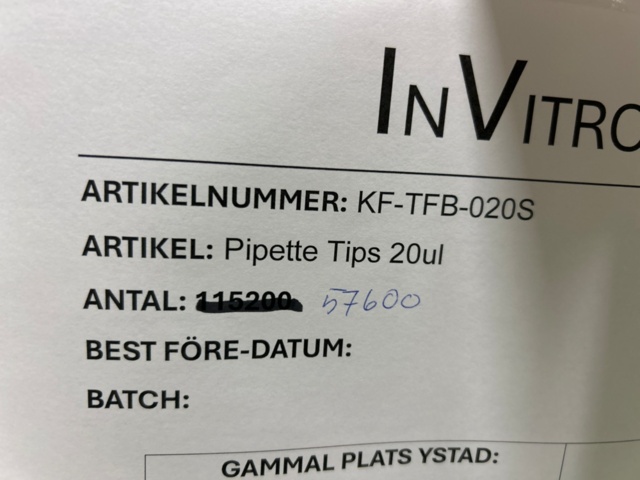 INVITRO
ARTIKELNUMMER: KF-TFB-020S
ARTIKEL: Pipette Tips 20ul
ANTAL: 115200 57600
BEST FÖRE-DATUM:
BATCH:
GAMMAL PLATS YSTAD: